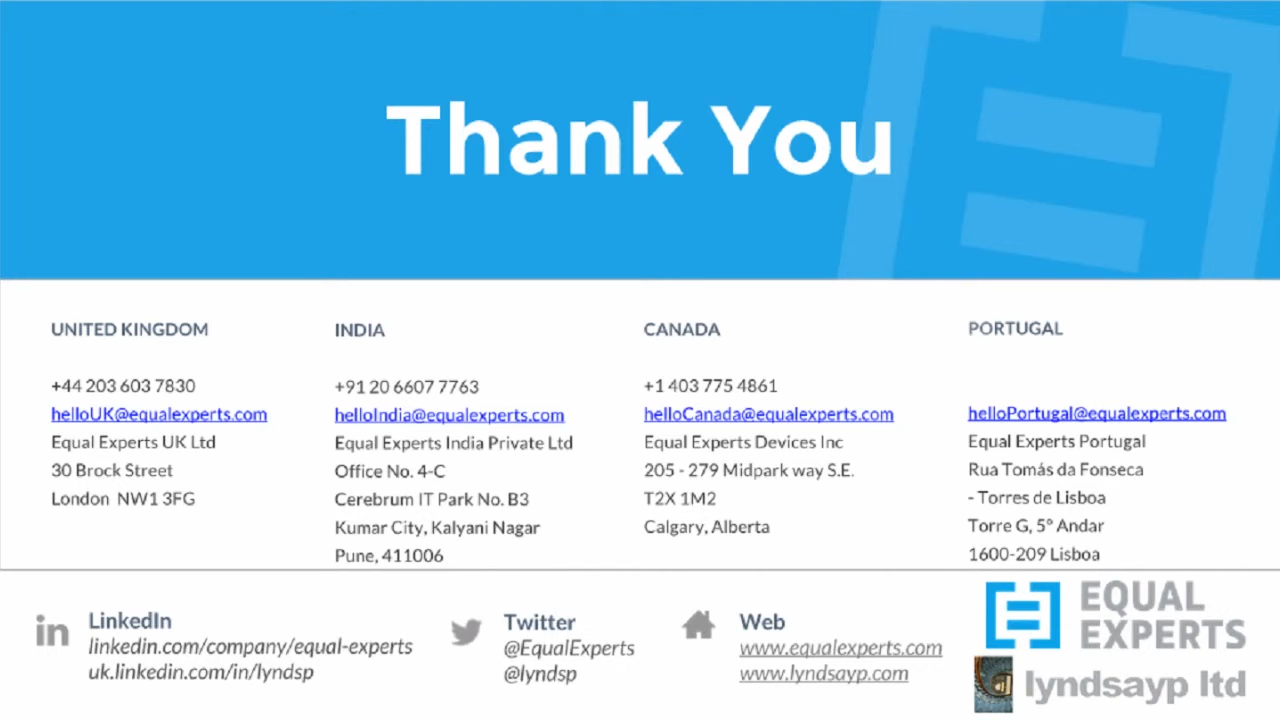 Thank You
UNITED KINGDOM
+44 203 603 7830
helloUK@equalexperts.com
Equal Experts UK Ltd
30 Brock Street
London NW1 3FG
INDIA
+91 20 6607 7763
helloIndia@equalexperts.com
Equal Experts India Private Ltd
Office No. 4-C
Cerebrum IT Park No. B3
Kumar City, Kalyani Nagar
Pune, 411006
CANADA
+1 403 775 4861
helloCanada@equalexperts.com
Equal Experts Devices Inc
205 - 279 Midpark way S.E.
T2X 1M2
Calgary, Alberta
PORTUGAL
helloPortugal@equalexperts.com
Equal Experts Portugal
Rua Tomás da Fonseca
- Torres de Lisboa
Torre G, 5º Andar
1600-209 Lisboa
in
LinkedIn
linkedin.com/company/equal-experts
uk.linkedin.com/in/lyndsp
Twitter
@EqualExperts
@lyndsp
Web
www.equalexperts.com
www.lyndsayp.com
EQUAL
EXPERTS
lyndsayp ltd